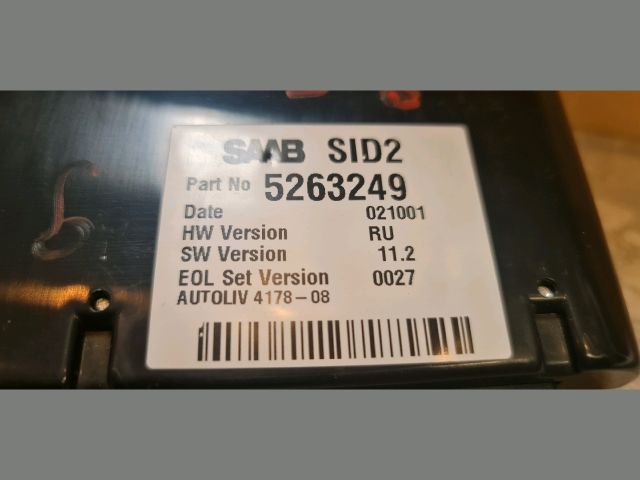 SAAB SID2
Part No 5263249
Date 021001
HW Version RU
SW Version 11.2
EOL Set Version 0027
AUTOLIV 4178-08